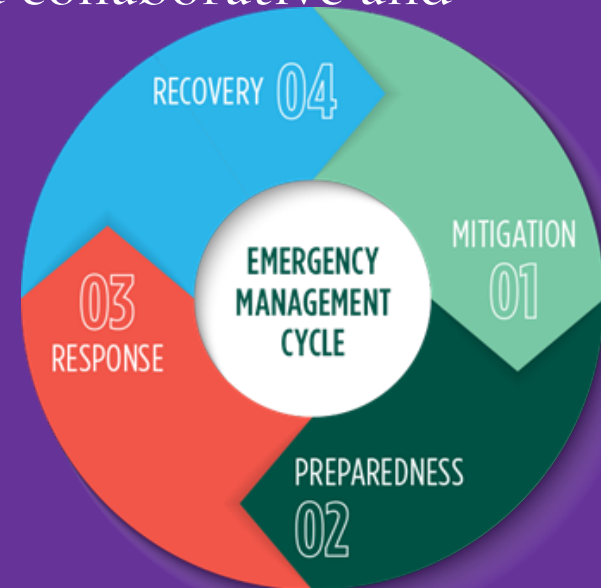 collaborative and
RECOVERY 04
MITIGATION
01
EMERGENCY
MANAGEMENT
CYCLE
03
RESPONSE
PREPAREDNESS
02